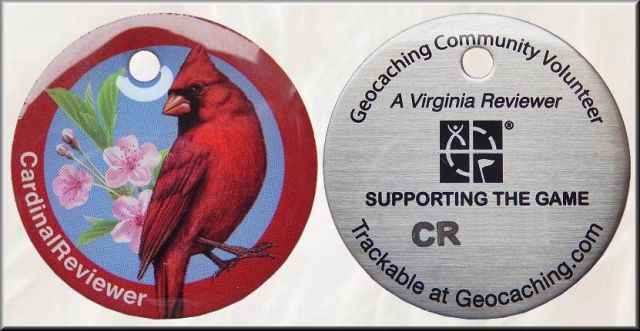 CardinalReviewer
Geocaching Community Volunteer
A Virginia Reviewer
®
SUPPORTING THE GAME
CR
Trackable at Geocaching.com